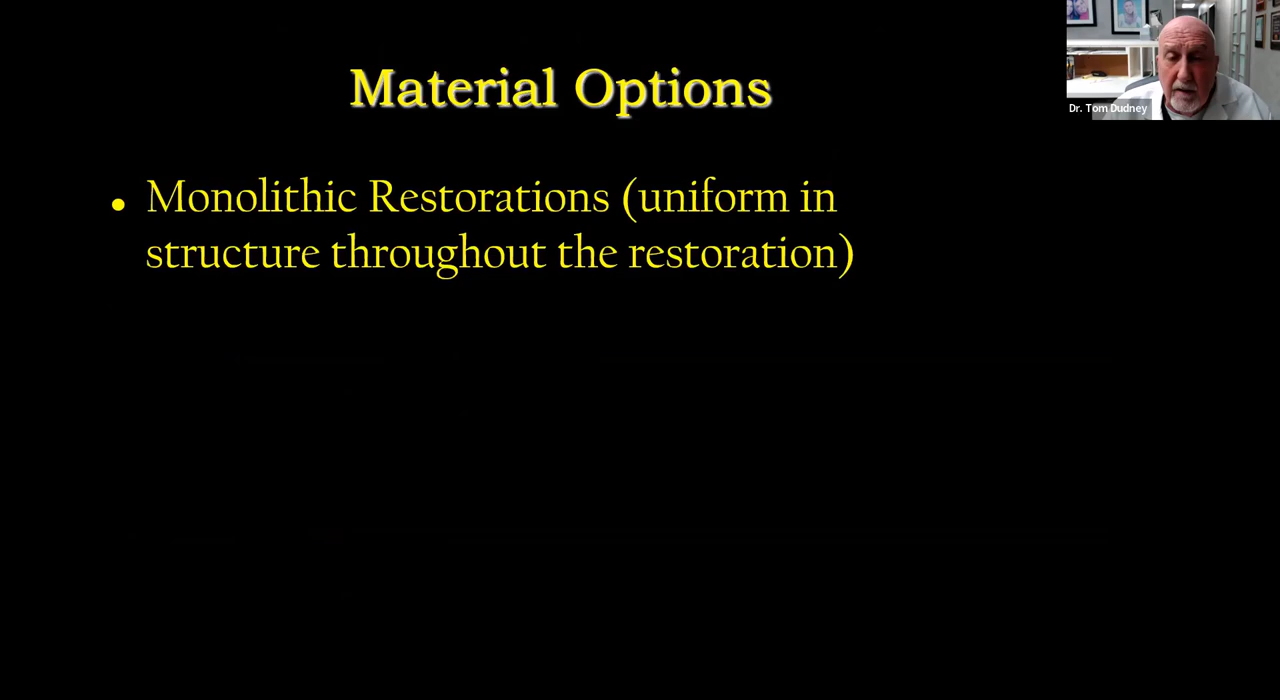 Material Options
• Monolithic Restorations (uniform in
structure throughout the restoration)
Dr. Tom Dudney